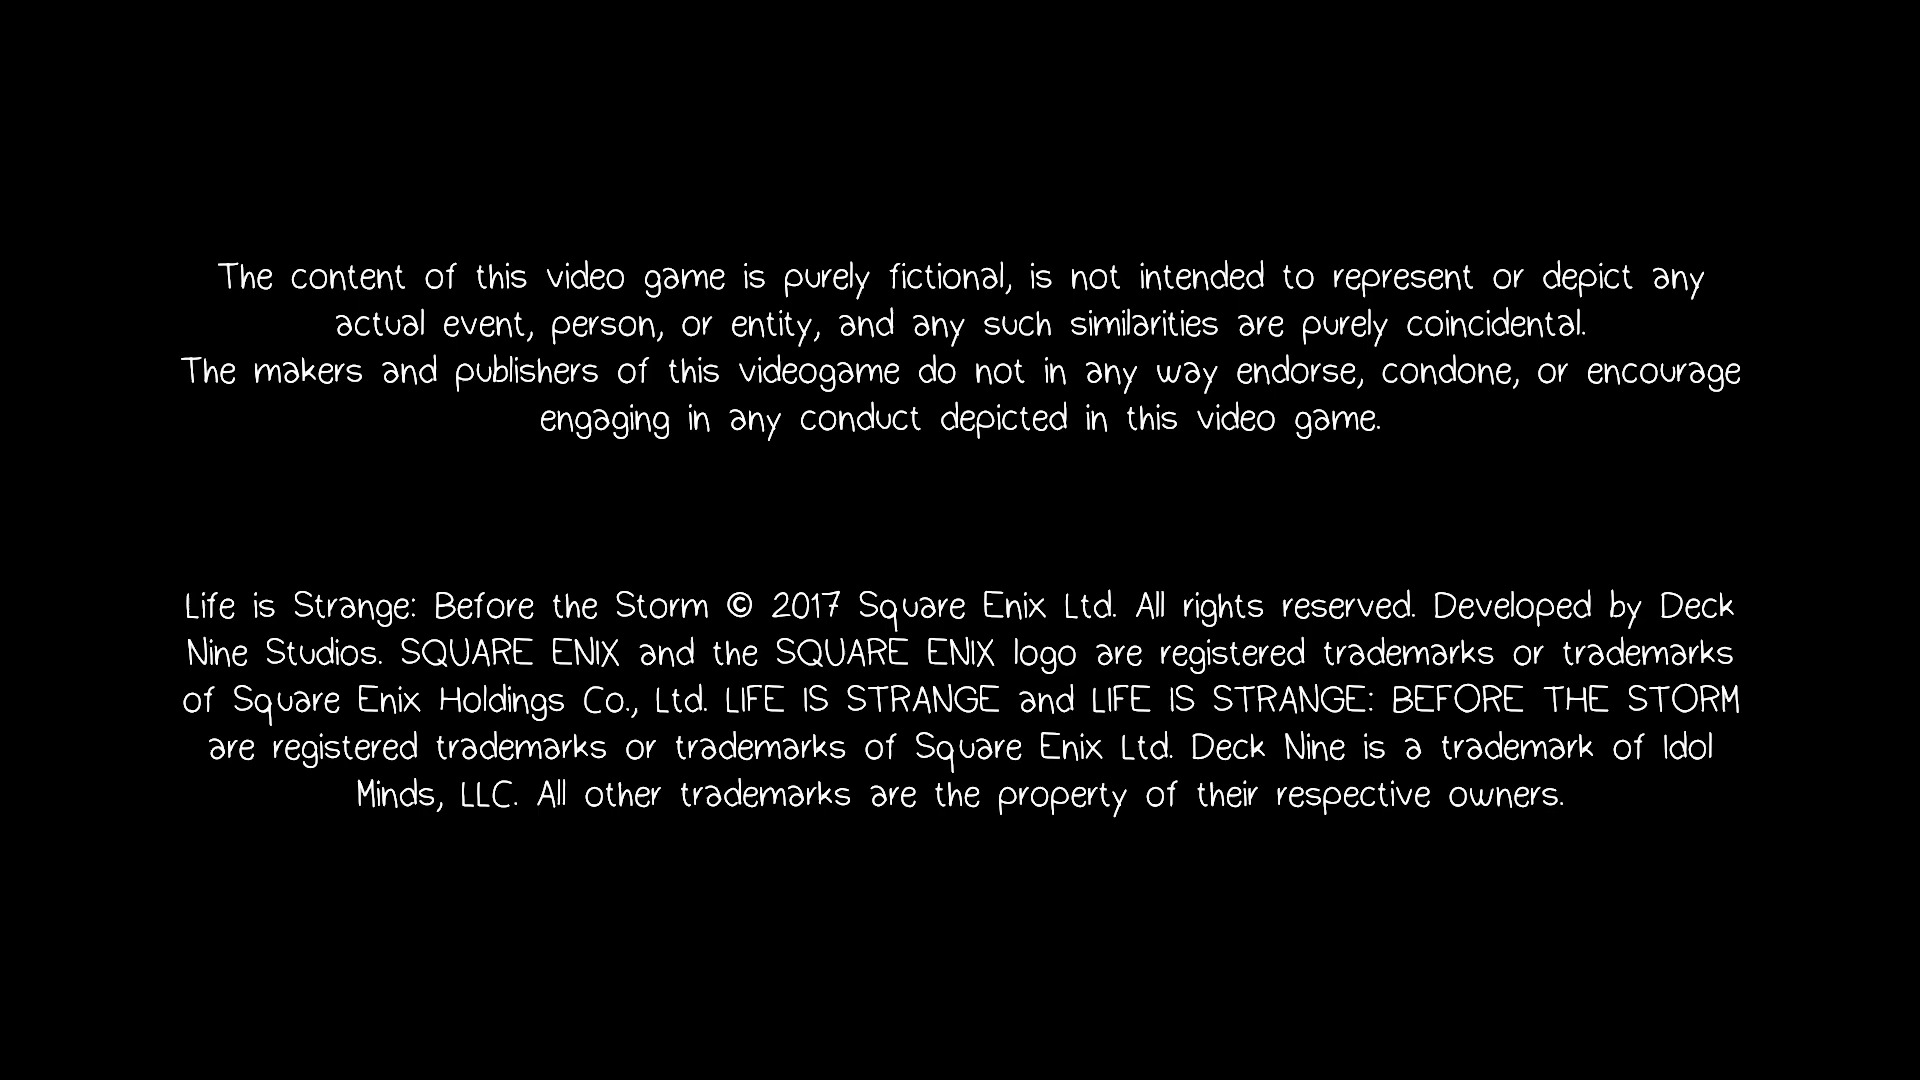 The content of this video game is purely fictional, is not intended to represent or depict any
actual event, person, or entity, and any such similarities are purely coincidental.
The makers and publishers of this videogame do not in any way endorse, condone, or encourage
engaging in any conduct depicted in this video game.
Life is Strange: Before the Storm © 2017 Square Enix Ltd. All rights reserved. Developed by Deck
Nine Studios. SQUARE ENIX and the SQUARE ENIX logo are registered trademarks or trademarks
of Square Enix Holdings Co., Ltd. LIFE IS STRANGE and LIFE IS STRANGE: BEFORE THE STORM
are registered trademarks or trademarks of Square Enix Ltd. Deck Nine is a trademark of Idol
Minds, LLC. All other trademarks are the property of their respective owners.